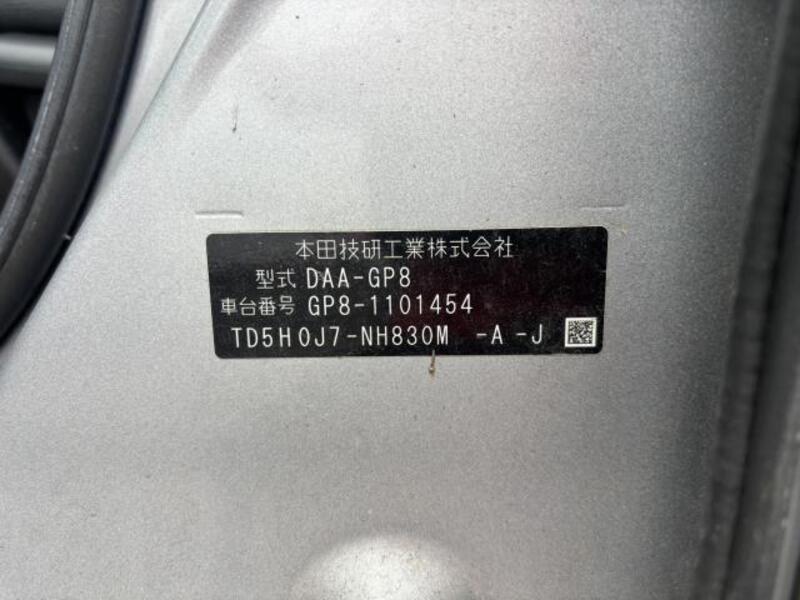 本田技研工業株式会社
型式 DAA-GP8
車台番号 GP8-1101454
TD5H0J7-NH830M -A -J